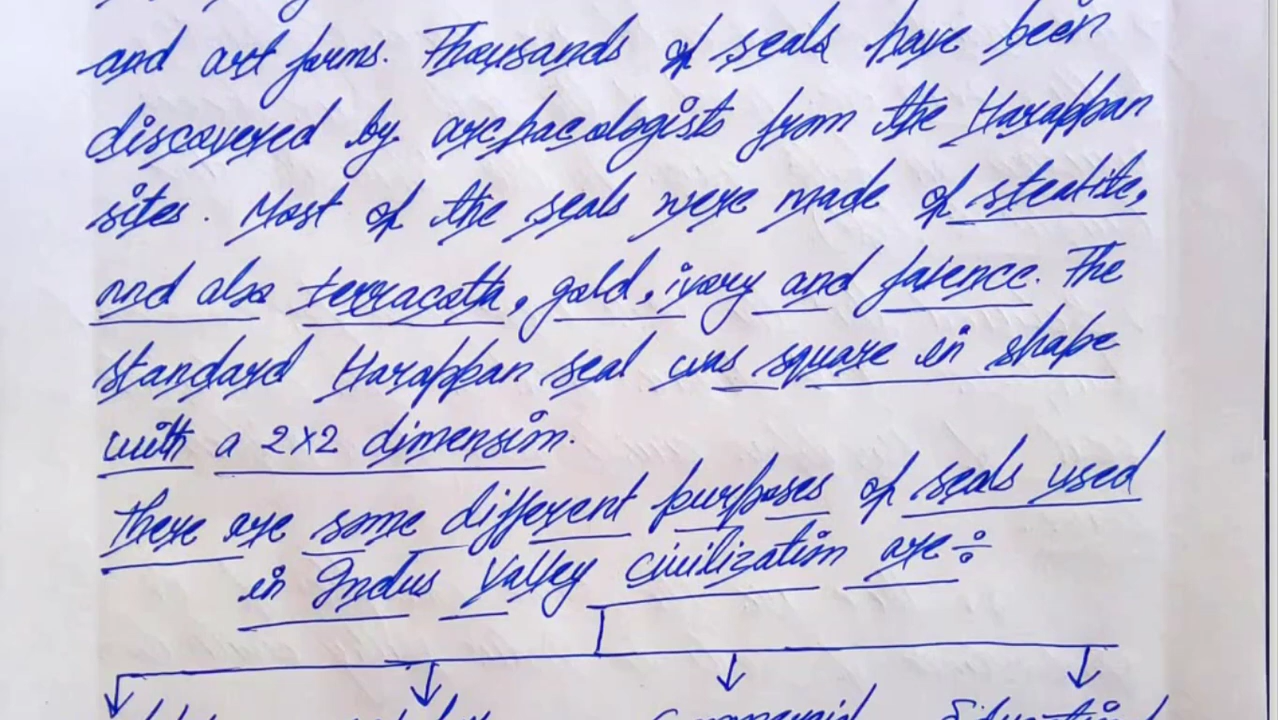 and art forms. Thousands of seals have been
discovered by archaeologists from the Harappan
sites. Most of the seals were made of steatite,
and also terracotta, gold, ivory and faience. The
standard Harappan seal was square in shape
with a 2x2 dimension.
There are some different purposes of seals used
in Indus Valley Civilization are÷